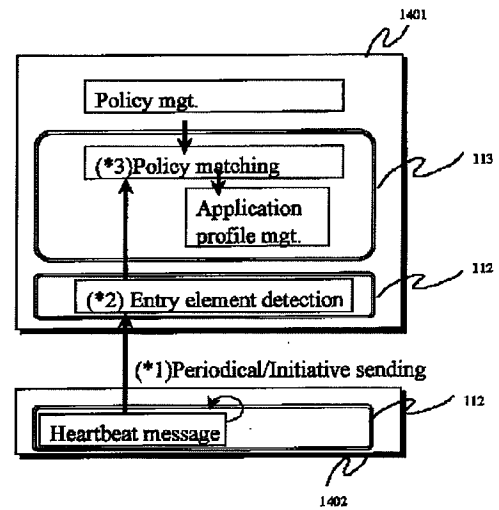 1401
Policy mgt.
(*3)Policy matching
113
Application
profile mgt.
112
(*2) Entry element detection
(*1)Periodical/Initiative sending
112
Heartbeat message
1402